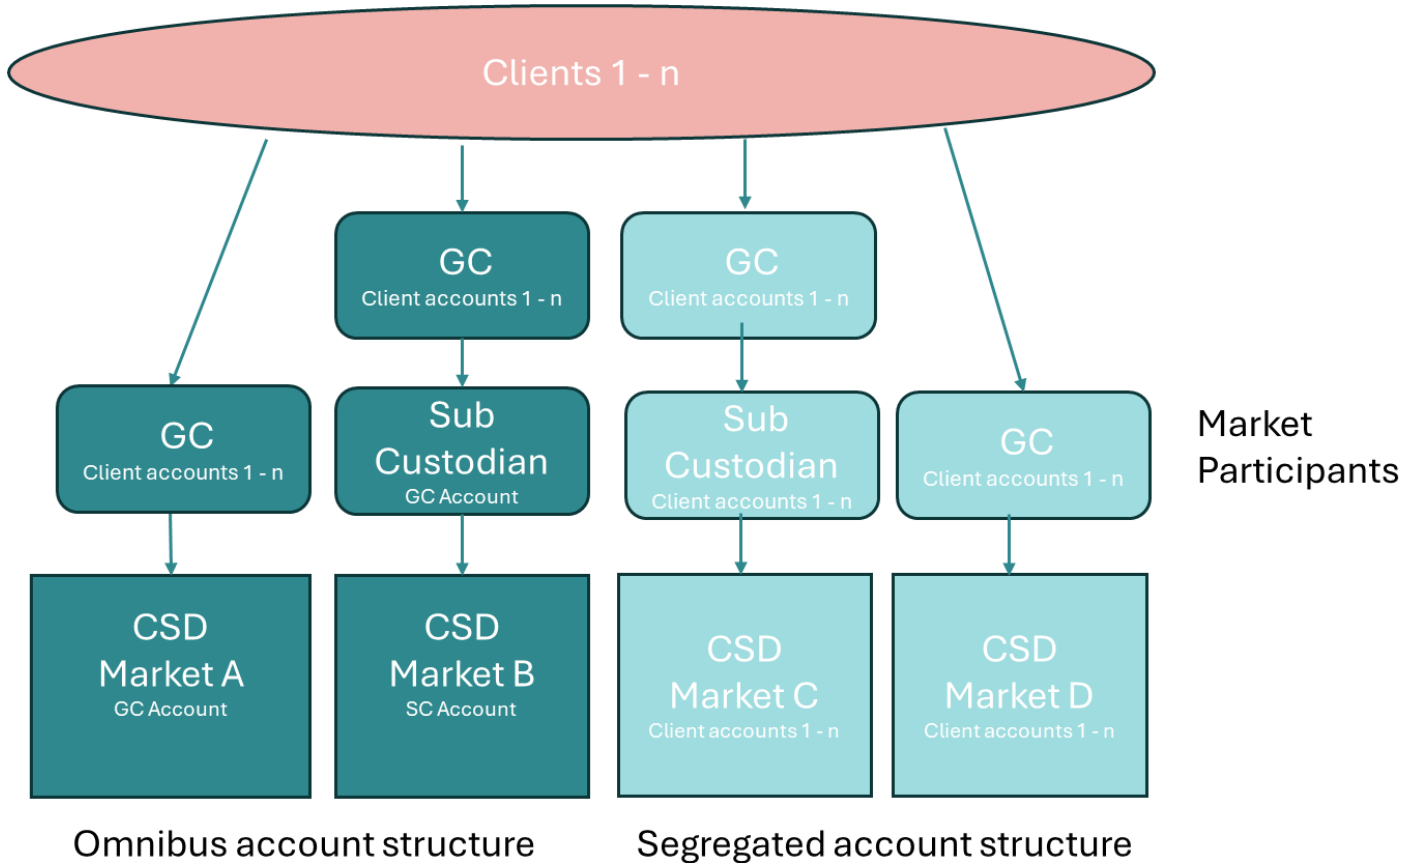 Clients 1 - n
GC
Client accounts 1 - n
GC
Client accounts 1 - n
GC
Client accounts 1 - n
Sub
Custodian
GC Account
Sub
Custodian
Client accounts 1 - n
GC
Client accounts 1 - n
Market
Participants
CSD
Market A
GC Account
CSD
Market B
SC Account
CSD
Market C
Client accounts 1 - n
CSD
Market D
Client accounts 1 - n
Omnibus account structure
Segregated account structure